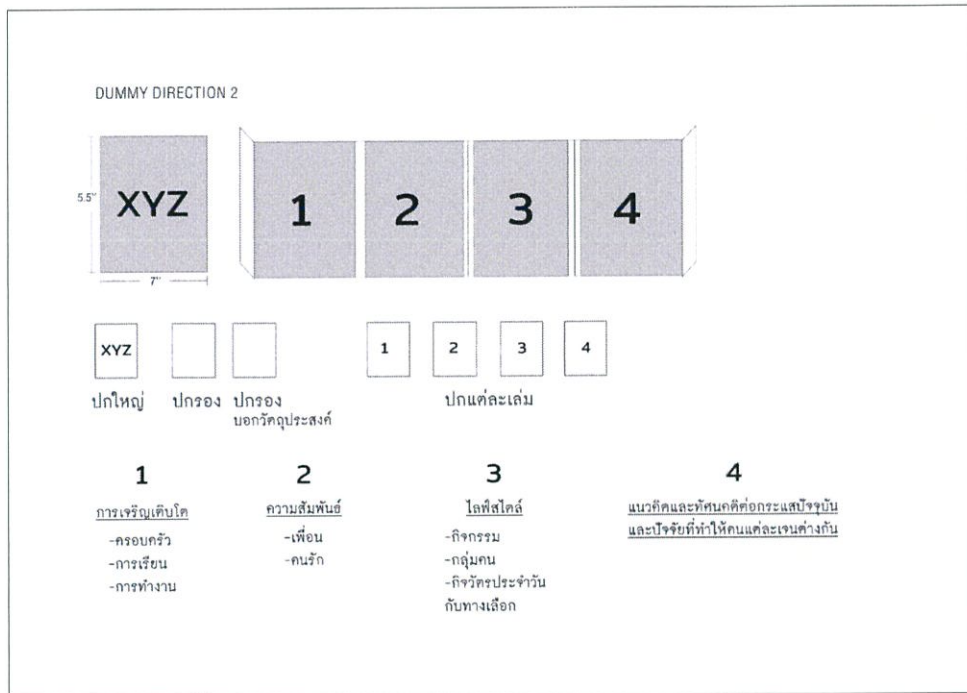 DUMMY DIRECTION 2
5.5"
XYZ
7"
1
2
3
4
XYZ
1
2
3
4
ปกใหญ่
ปกรอง
ปกรอง
บอกวัตถุประสงค์
ปกแต่ละเล่ม
1
การเจริญเติบโต
-ครอบครัว
-การเรียน
-การทำงาน
2
ความสัมพันธ์
-เพื่อน
-คนรัก
3
ไลฟ์สไตล์
-กิจกรรม
-กลุ่มคน
-กิจวัตรประจำวัน
กับทางเลือก
4
แนวคิดและทัศนคติต่อกระแสปัจจุบัน
และปัจจัยที่ทำให้คนแต่ละเจนต่างกัน